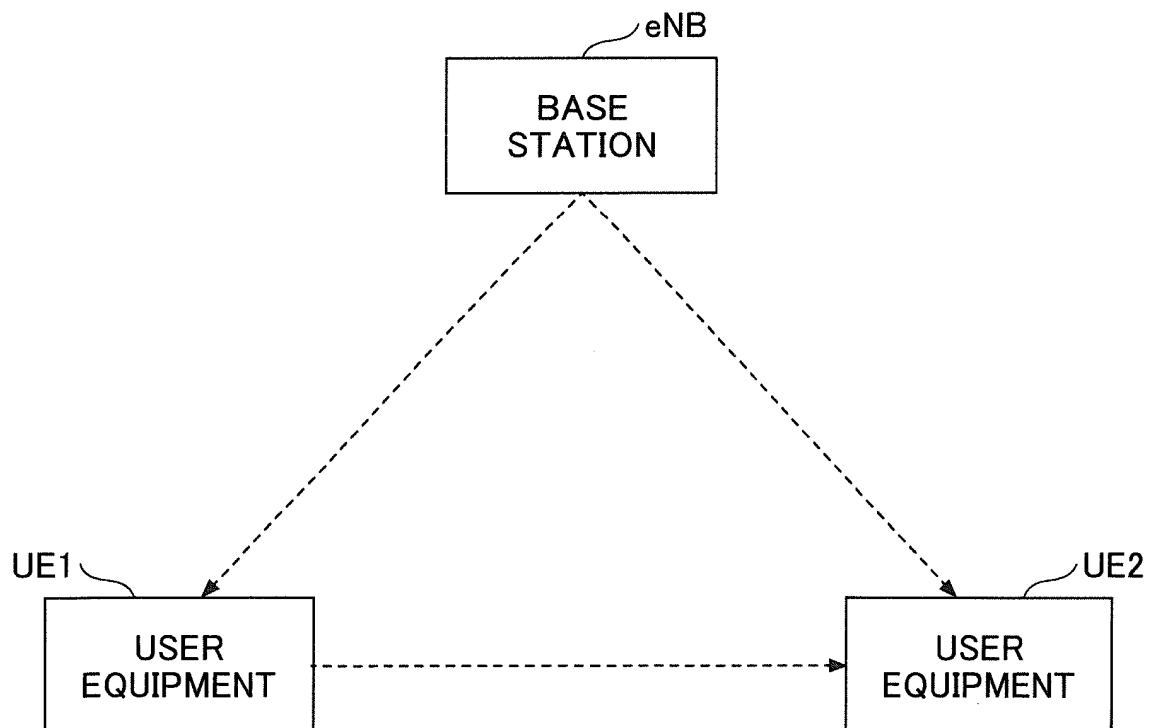 eNB
BASE
STATION
UE1
UE2
USER
EQUIPMENT
USER
EQUIPMENT